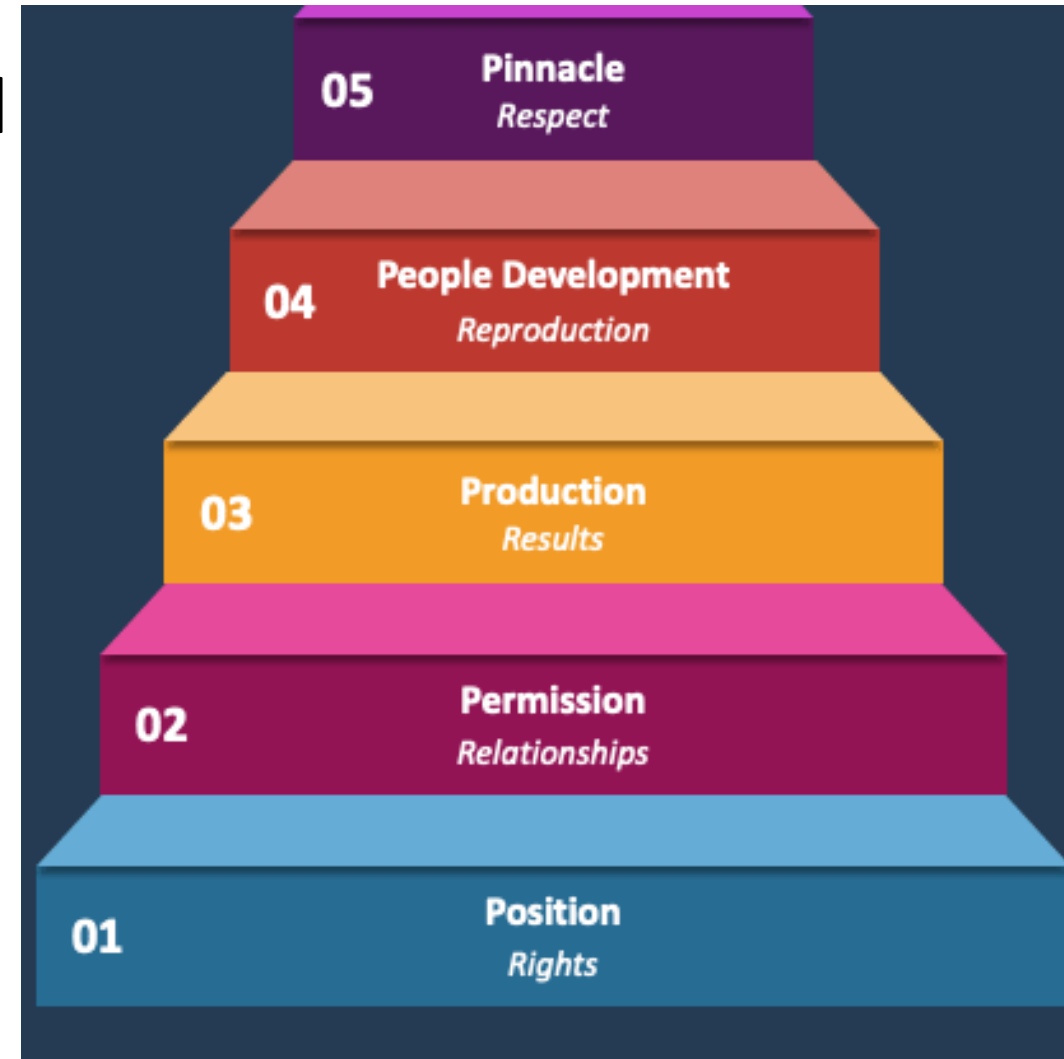 05
Pinnacle
Respect
04
People Development
Reproduction
03
Production
Results
02
Permission
Relationships
01
Position
Rights